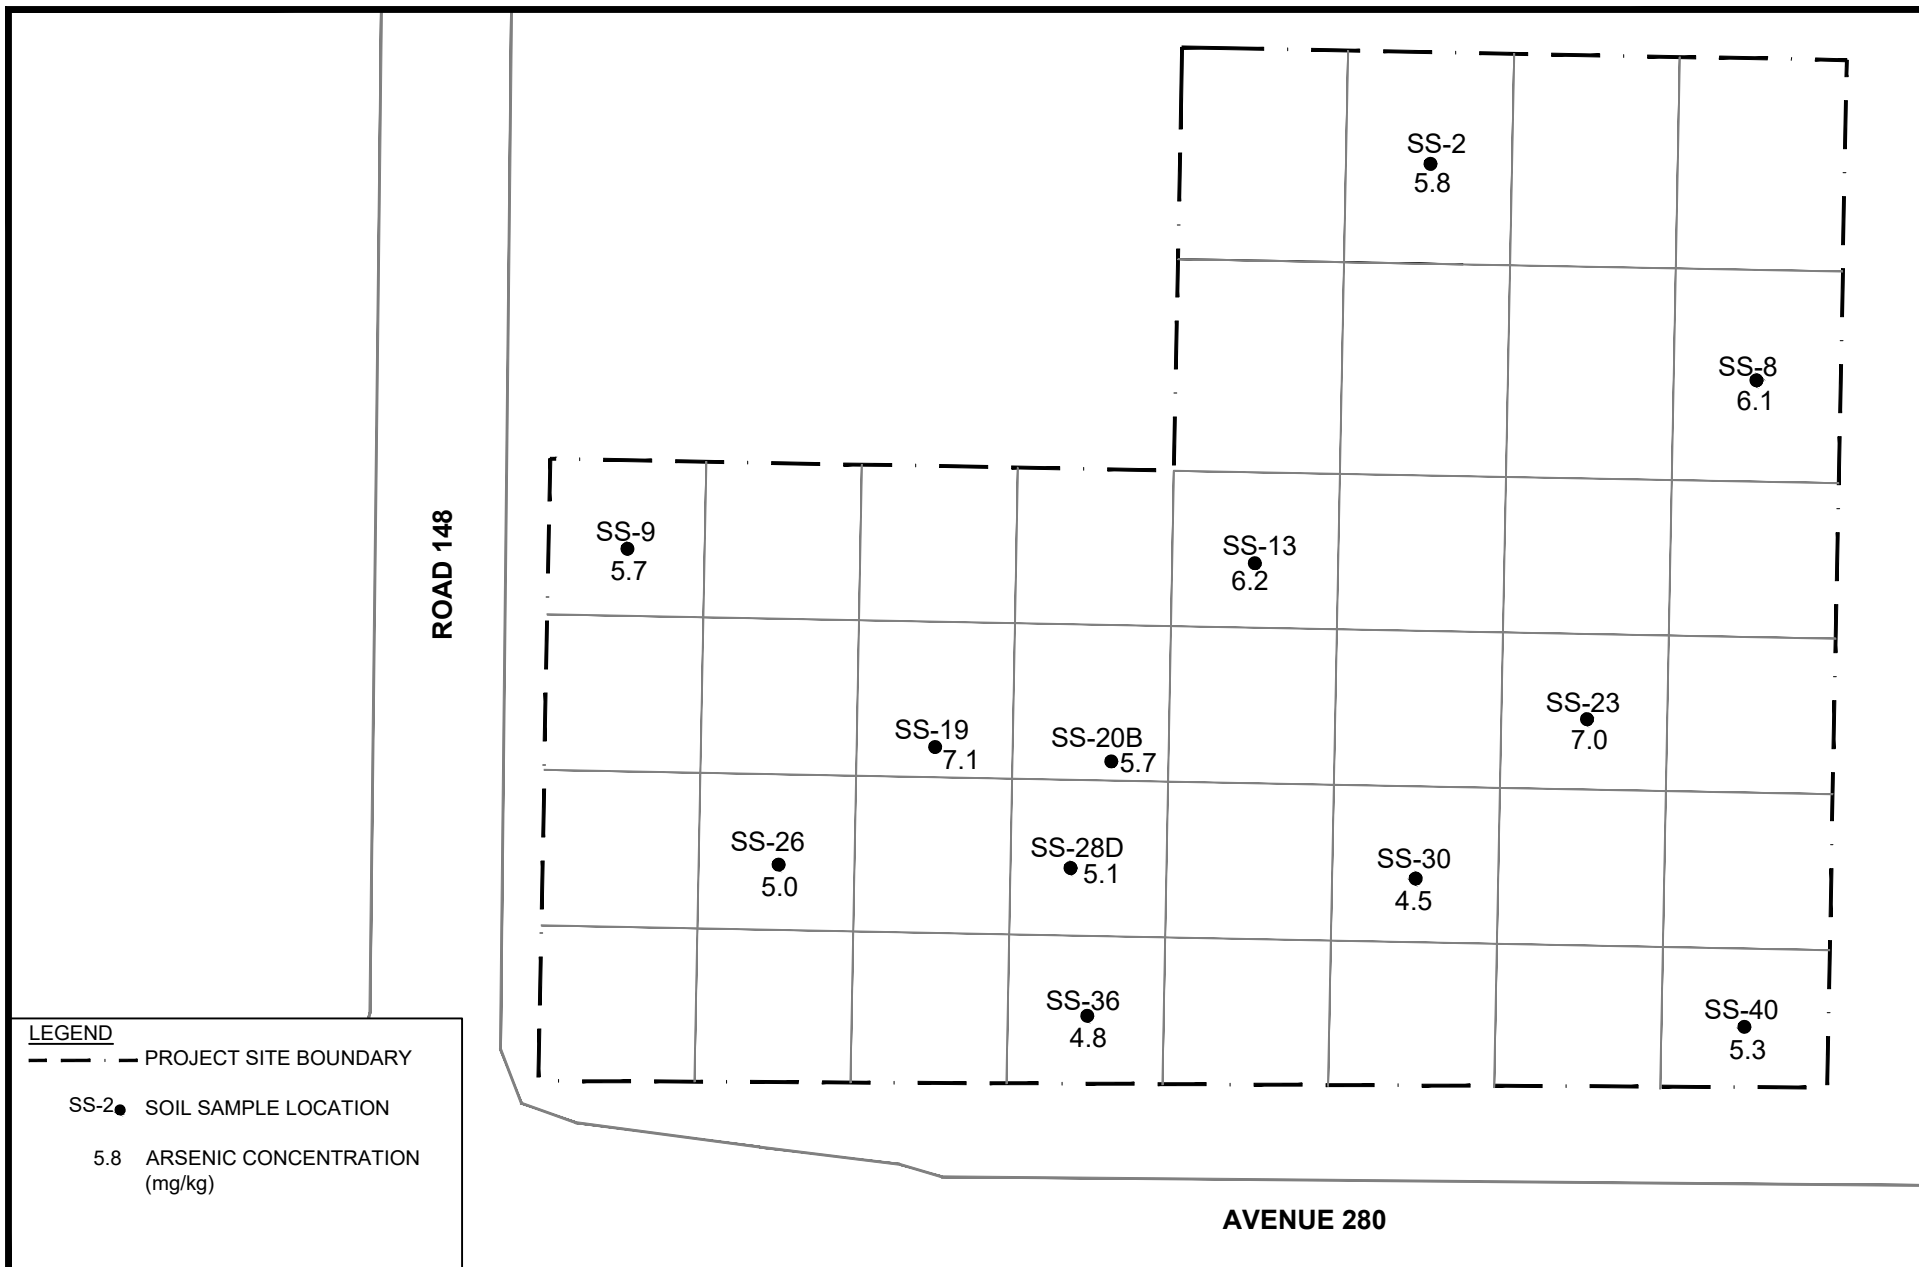 SS-2
5.8
SS-8
6.1
SS-9
5.7
SS-13
6.2
ROAD 148
SS-19
7.1
SS-20B
5.7
SS-23
7.0
SS-26
5.0
SS-28D
5.1
SS-30
4.5
SS-36
4.8
SS-40
5.3
LEGEND
PROJECT SITE BOUNDARY
SS-2 SOIL SAMPLE LOCATION
5.8 ARSENIC CONCENTRATION
(mg/kg)
AVENUE 280